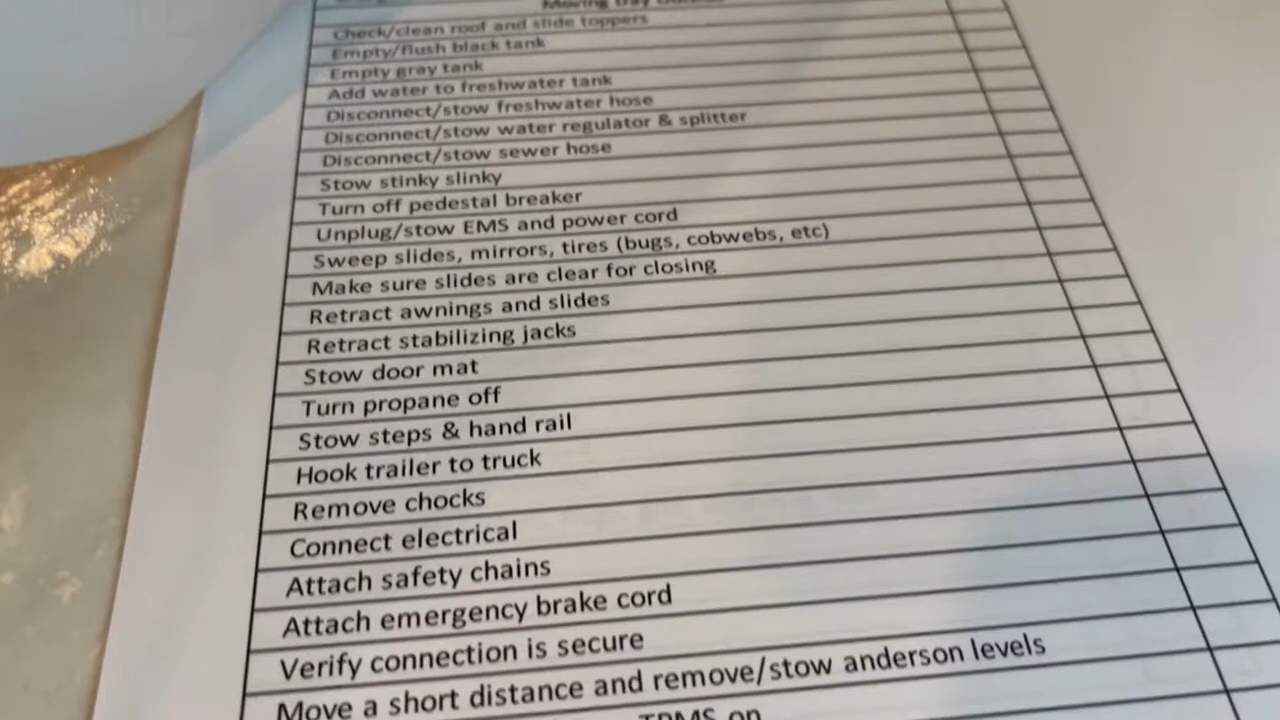 Moving Day
Check/clean roof and slide toppers
Empty/flush black tank
Empty gray tank
Add water to freshwater tank
Disconnect/stow freshwater hose
Disconnect/stow water regulator & splitter
Disconnect/stow sewer hose
Stow stinky slinky
Turn off pedestal breaker
Unplug/stow EMS and power cord
Sweep slides, mirrors, tires (bugs, cobwebs, etc)
Make sure slides are clear for closing
Retract awnings and slides
Retract stabilizing jacks
Stow door mat
Turn propane off
Stow steps & hand rail
Hook trailer to truck
Remove chocks
Connect electrical
Attach safety chains
Attach emergency brake cord
Verify connection is secure
Move a short distance and remove/stow anderson levels
TPMS on